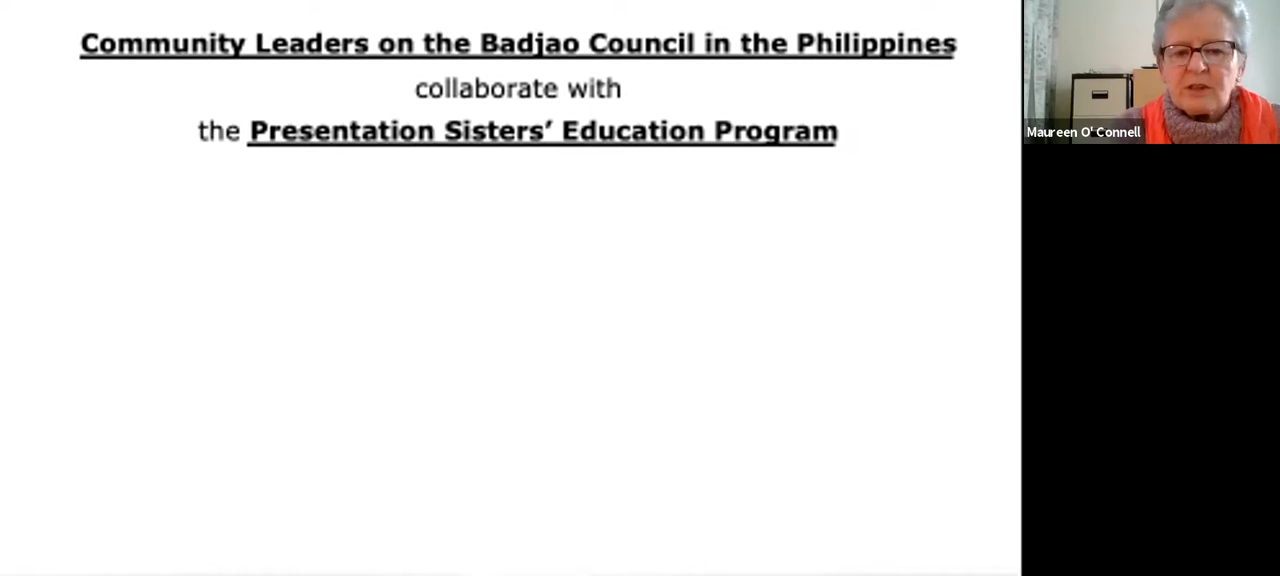 Community Leaders on the Badjao Council in the Philippines
collaborate with
the Presentation Sisters’ Education Program
Maureen O' Connell